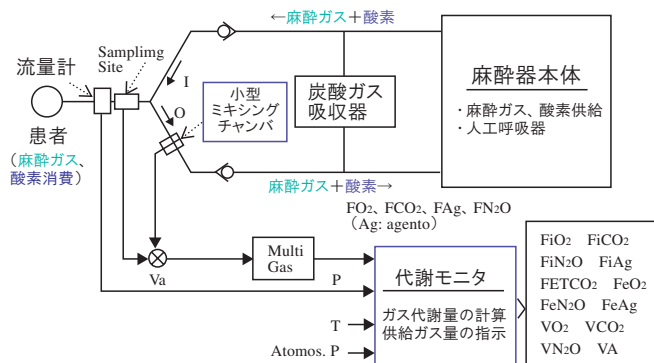 ←麻酔ガス＋酸素
Samplimg
Site
流量計
I
O
小型
ミキシング
チャンバ
炭酸ガス
吸収器
麻酔器本体
・麻酔ガス、酸素供給
・人工呼吸器
患者
（麻酔ガス、
酸素消費）
麻酔ガス＋酸素→
FO2、FCO2、FAg、FN2O
（Ag: agento）
Va
Multi
Gas
P
T
Atomos. P
代謝モニタ
ガス代謝量の計算
供給ガス量の指示
FiO2 FiCO2
FiN2O FiAg
FETCO2 FeO2
FeN2O FeAg
VO2 VCO2
VN2O VA